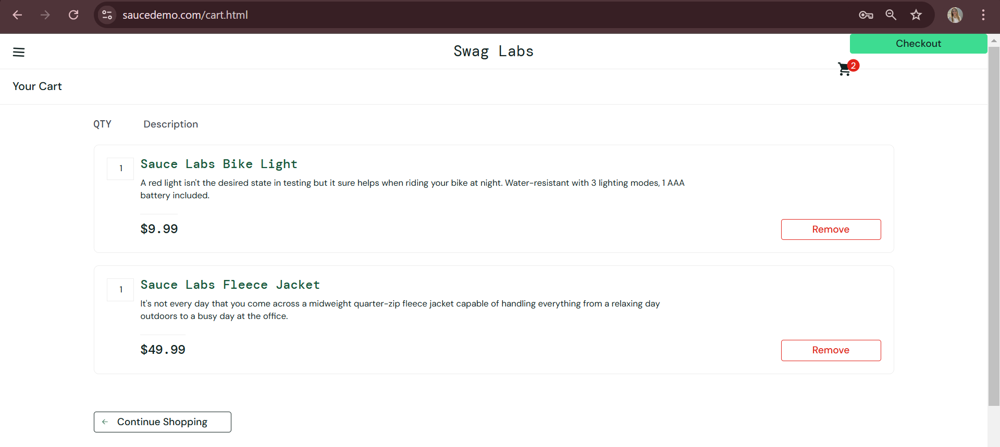 saucedemo.com/cart.html
Swag Labs
Checkout
2
Your Cart
QTY Description
1
Sauce Labs Bike Light
A red light isn't the desired state in testing but it sure helps when riding your bike at night. Water-resistant with 3 lighting modes, 1 AAA
battery included.
$9.99
Remove
1
Sauce Labs Fleece Jacket
It's not every day that you come across a midweight quarter-zip fleece jacket capable of handling everything from a relaxing day
outdoors to a busy day at the office.
$49.99
Remove
Continue Shopping